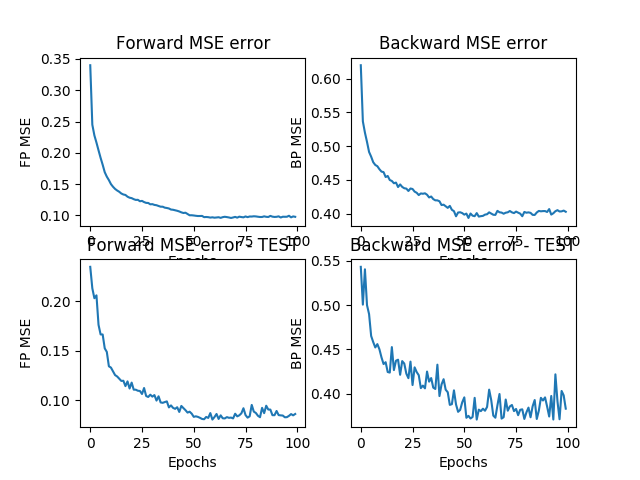 Forward MSE error
FP MSE
0.35
0.30
0.25
0.20
0.15
0.10
0 25 50 75 100
Epochs
Backward MSE error
BP MSE
0.60
0.55
0.50
0.45
0.40
0 25 50 75 100
Epochs
Forward MSE error - TEST
FP MSE
0.20
0.15
0.10
0 25 50 75 100
Epochs
Backward MSE error - TEST
BP MSE
0.55
0.50
0.45
0.40
0 25 50 75 100
Epochs